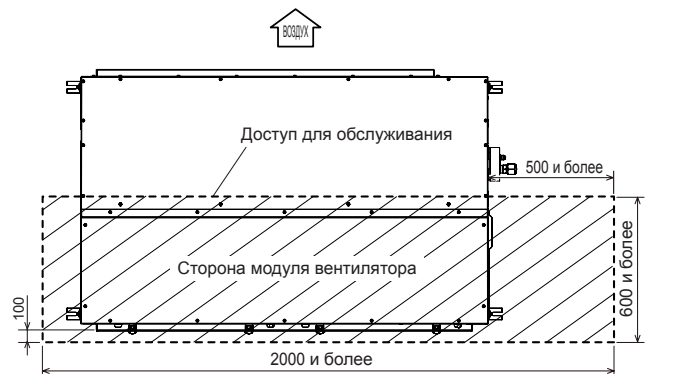 ВОЗДУХ
Доступ для обслуживания
500 и более
Сторона модуля вентилятора
600 и более
100
2000 и более